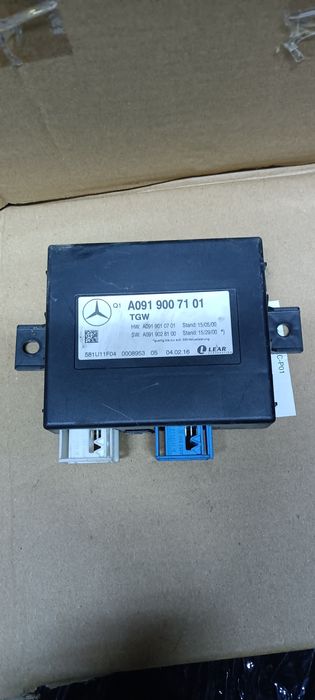 Q1 A091 900 71 01
TGW
HW: A091 901 07 01 Stand: 15/05/00
SW: A091 902 81 00 Stand: 15/29/00 *)
581U11F04 0008953 05 04.02.16 LEAR
C-P01